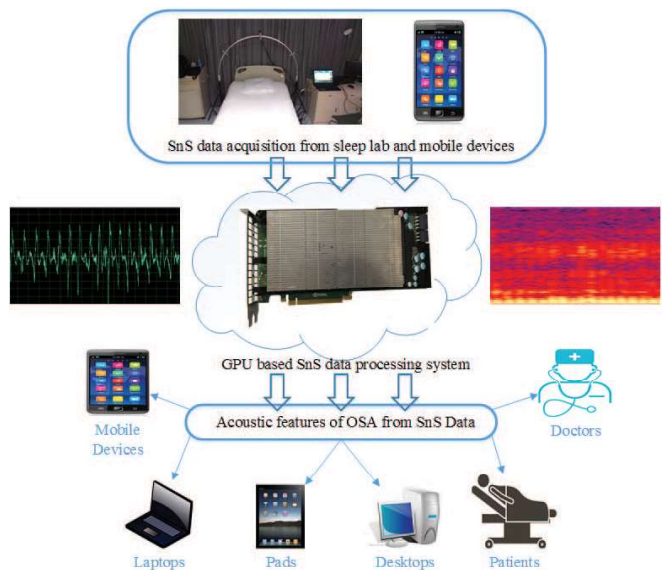 SnS data acquisition from sleep lab and mobile devices
GPU based SnS data processing system
Acoustic features of OSA from SnS Data
Mobile
Devices
Doctors
Laptops
Pads
Desktops
Patients